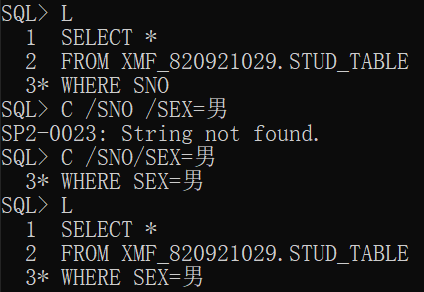 SQL> L
  1  SELECT *
  2  FROM XMF_820921029.STUD_TABLE
  3* WHERE SNO
SQL> C /SNO /SEX=男
SP2-0023: String not found.
SQL> C /SNO/SEX=男
  3* WHERE SEX=男
SQL> L
  1  SELECT *
  2  FROM XMF_820921029.STUD_TABLE
  3* WHERE SEX=男